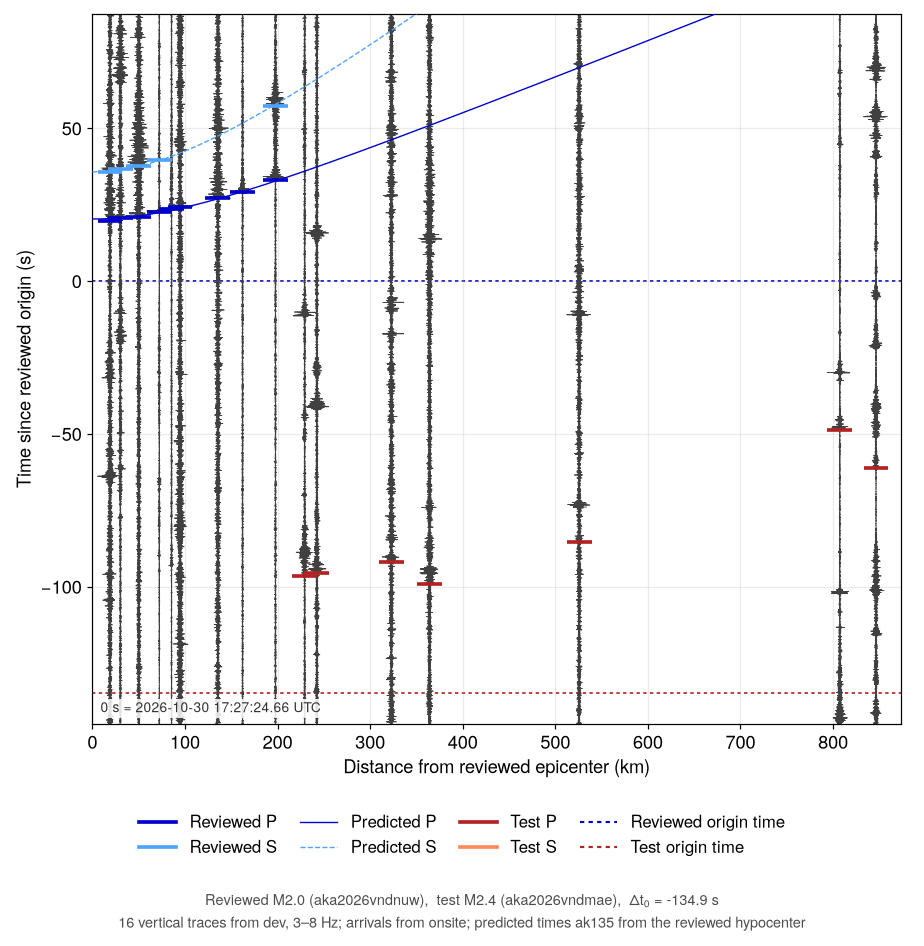 Time since reviewed origin (s)
50
0
−50
−100
0 s = 2026-10-30 17:27:24.66 UTC
0 100 200 300 400 500 600 700 800
Distance from reviewed epicenter (km)
Reviewed P Predicted P Test P Reviewed origin time
Reviewed S Predicted S Test S Test origin time
Reviewed M2.0 (aka2026vndnuw), test M2.4 (aka2026vndmae), Δt₀ = -134.9 s
16 vertical traces from dev, 3–8 Hz; arrivals from onsite; predicted times ak135 from the reviewed hypocenter